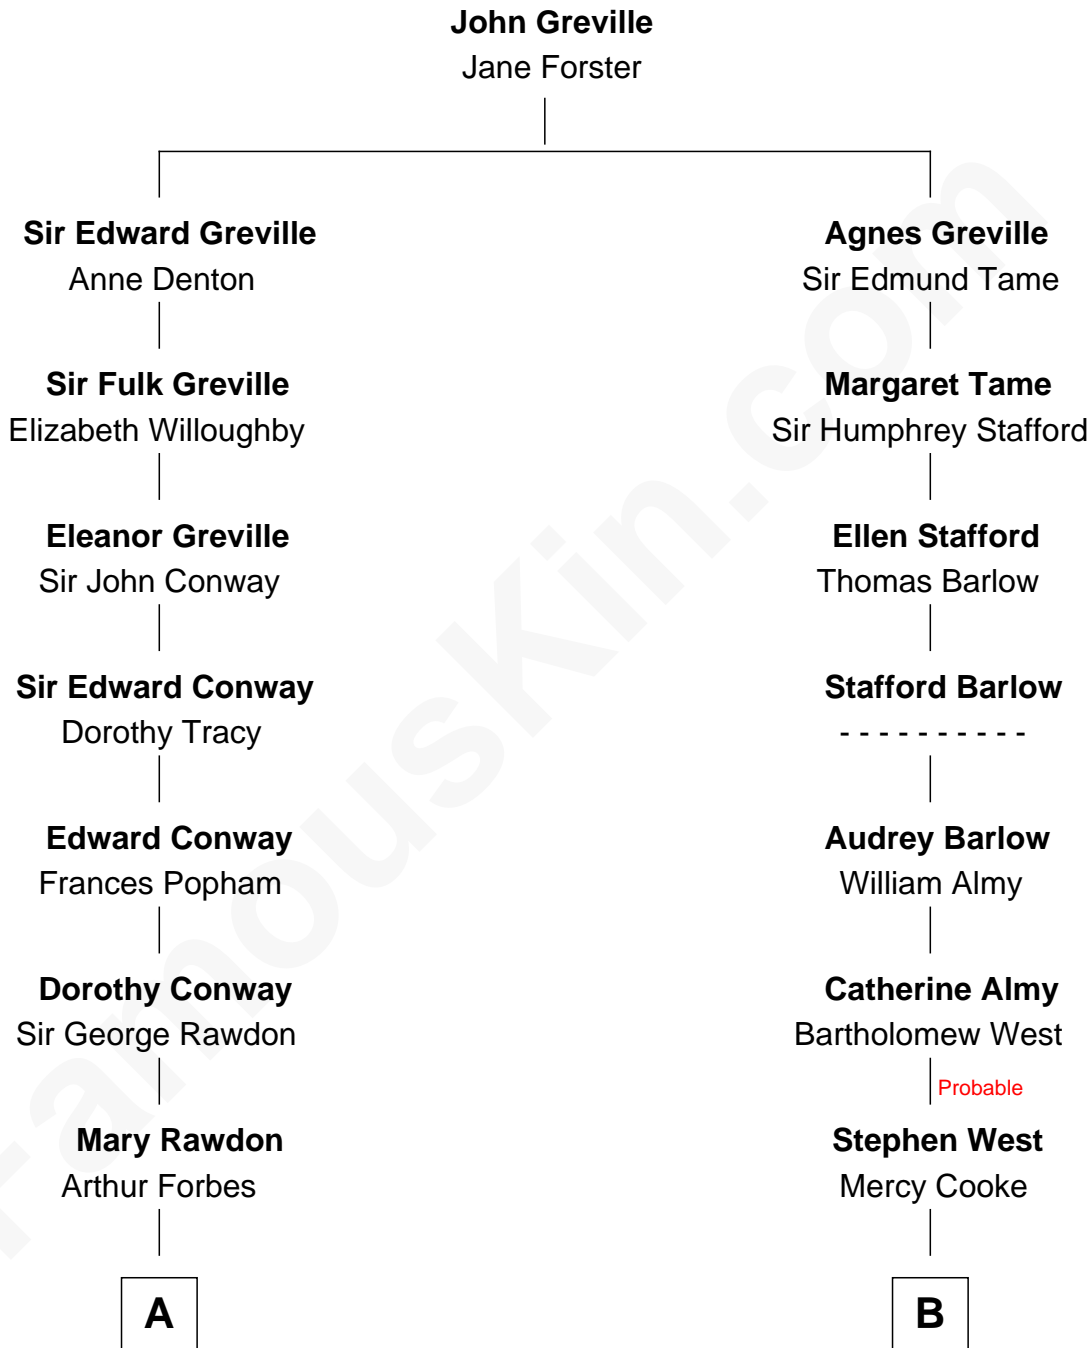 John Greville
Jane Forster
Sir Edward Greville
Anne Denton
Sir Fulk Greville
Elizabeth Willoughby
Eleanor Greville
Sir John Conway
Sir Edward Conway
Dorothy Tracy
Edward Conway
Frances Popham
Dorothy Conway
Sir George Rawdon
Mary Rawdon
Arthur Forbes
A
Agnes Greville
Sir Edmund Tame
Margaret Tame
Sir Humphrey Stafford
Ellen Stafford
Thomas Barlow
Stafford Barlow
- - - - - - - - - -
Audrey Barlow
William Almy
Catherine Almy
Bartholomew West
Probable
Stephen West
Mercy Cooke
B
FamousKin.com